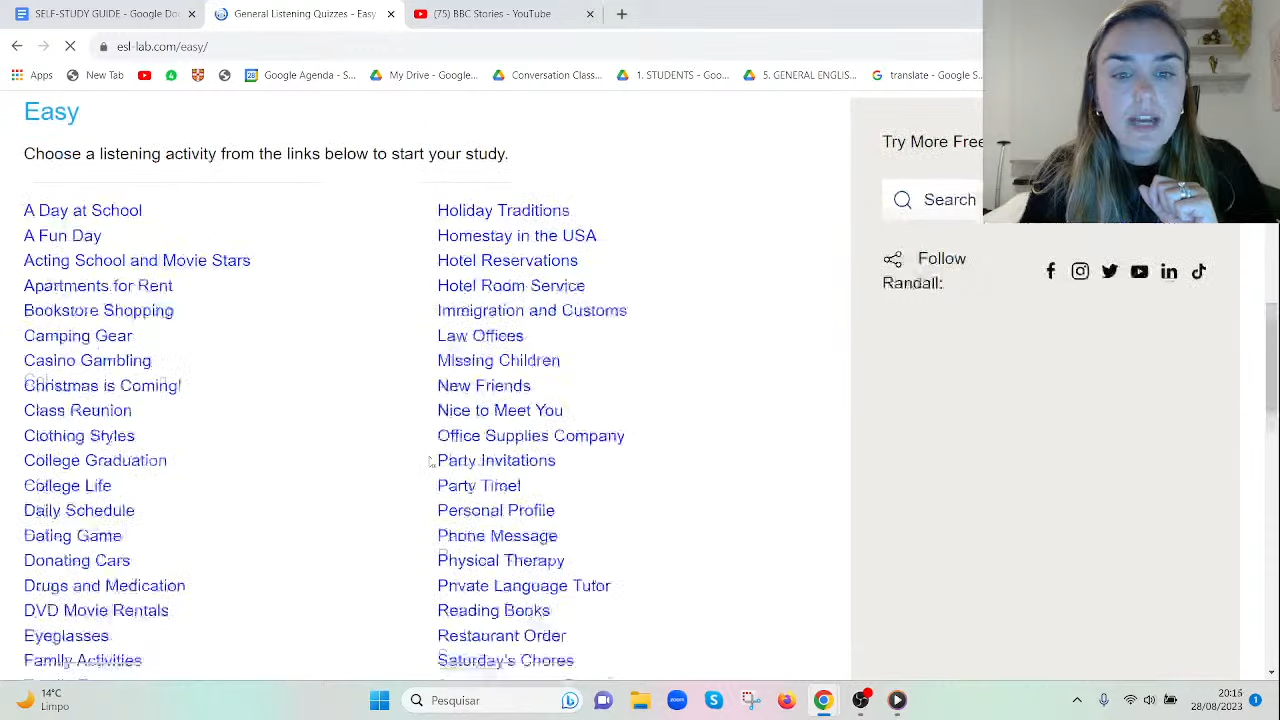 SELF-STUDY GUIDE - Google Do
General Listening Quizzes - Easy
(75) BBC Stories - YouTube
esl-lab.com/easy/
Apps
New Tab
Google Agenda - S...
My Drive - Google...
Conversation Class...
1. STUDENTS - Goo...
5. GENERAL ENGLIS...
translate - Google S...
Easy
Choose a listening activity from the links below to start your study.
A Day at School
A Fun Day
Acting School and Movie Stars
Apartments for Rent
Bookstore Shopping
Camping Gear
Casino Gambling
Christmas is Coming!
Class Reunion
Clothing Styles
College Graduation
College Life
Daily Schedule
Dating Game
Donating Cars
Drugs and Medication
DVD Movie Rentals
Eyeglasses
Family Activities
Holiday Traditions
Homestay in the USA
Hotel Reservations
Hotel Room Service
Immigration and Customs
Law Offices
Missing Children
New Friends
Nice to Meet You
Office Supplies Company
Party Invitations
Party Time!
Personal Profile
Phone Message
Physical Therapy
Private Language Tutor
Reading Books
Restaurant Order
Saturday's Chores
Try More Free
Search
Follow
Randall:
14°C
Limpo
Pesquisar
zoom
20:16
28/08/2023